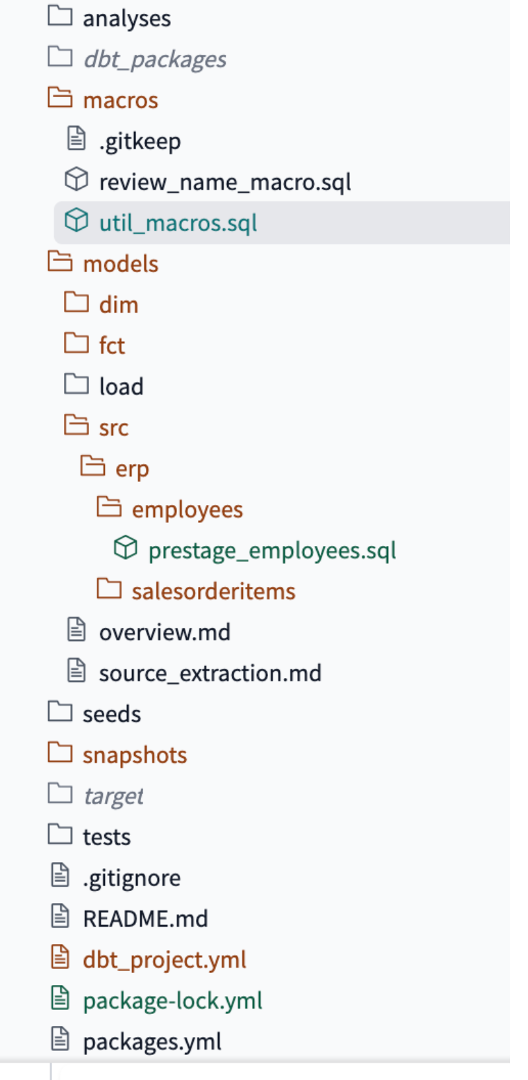 analyses
dbt_packages
macros
.gitkeep
review_name_macro.sql
util_macros.sql
models
dim
fct
load
src
erp
employees
prestage_employees.sql
salesorderitems
overview.md
source_extraction.md
seeds
snapshots
target
tests
.gitignore
README.md
dbt_project.yml
package-lock.yml
packages.yml